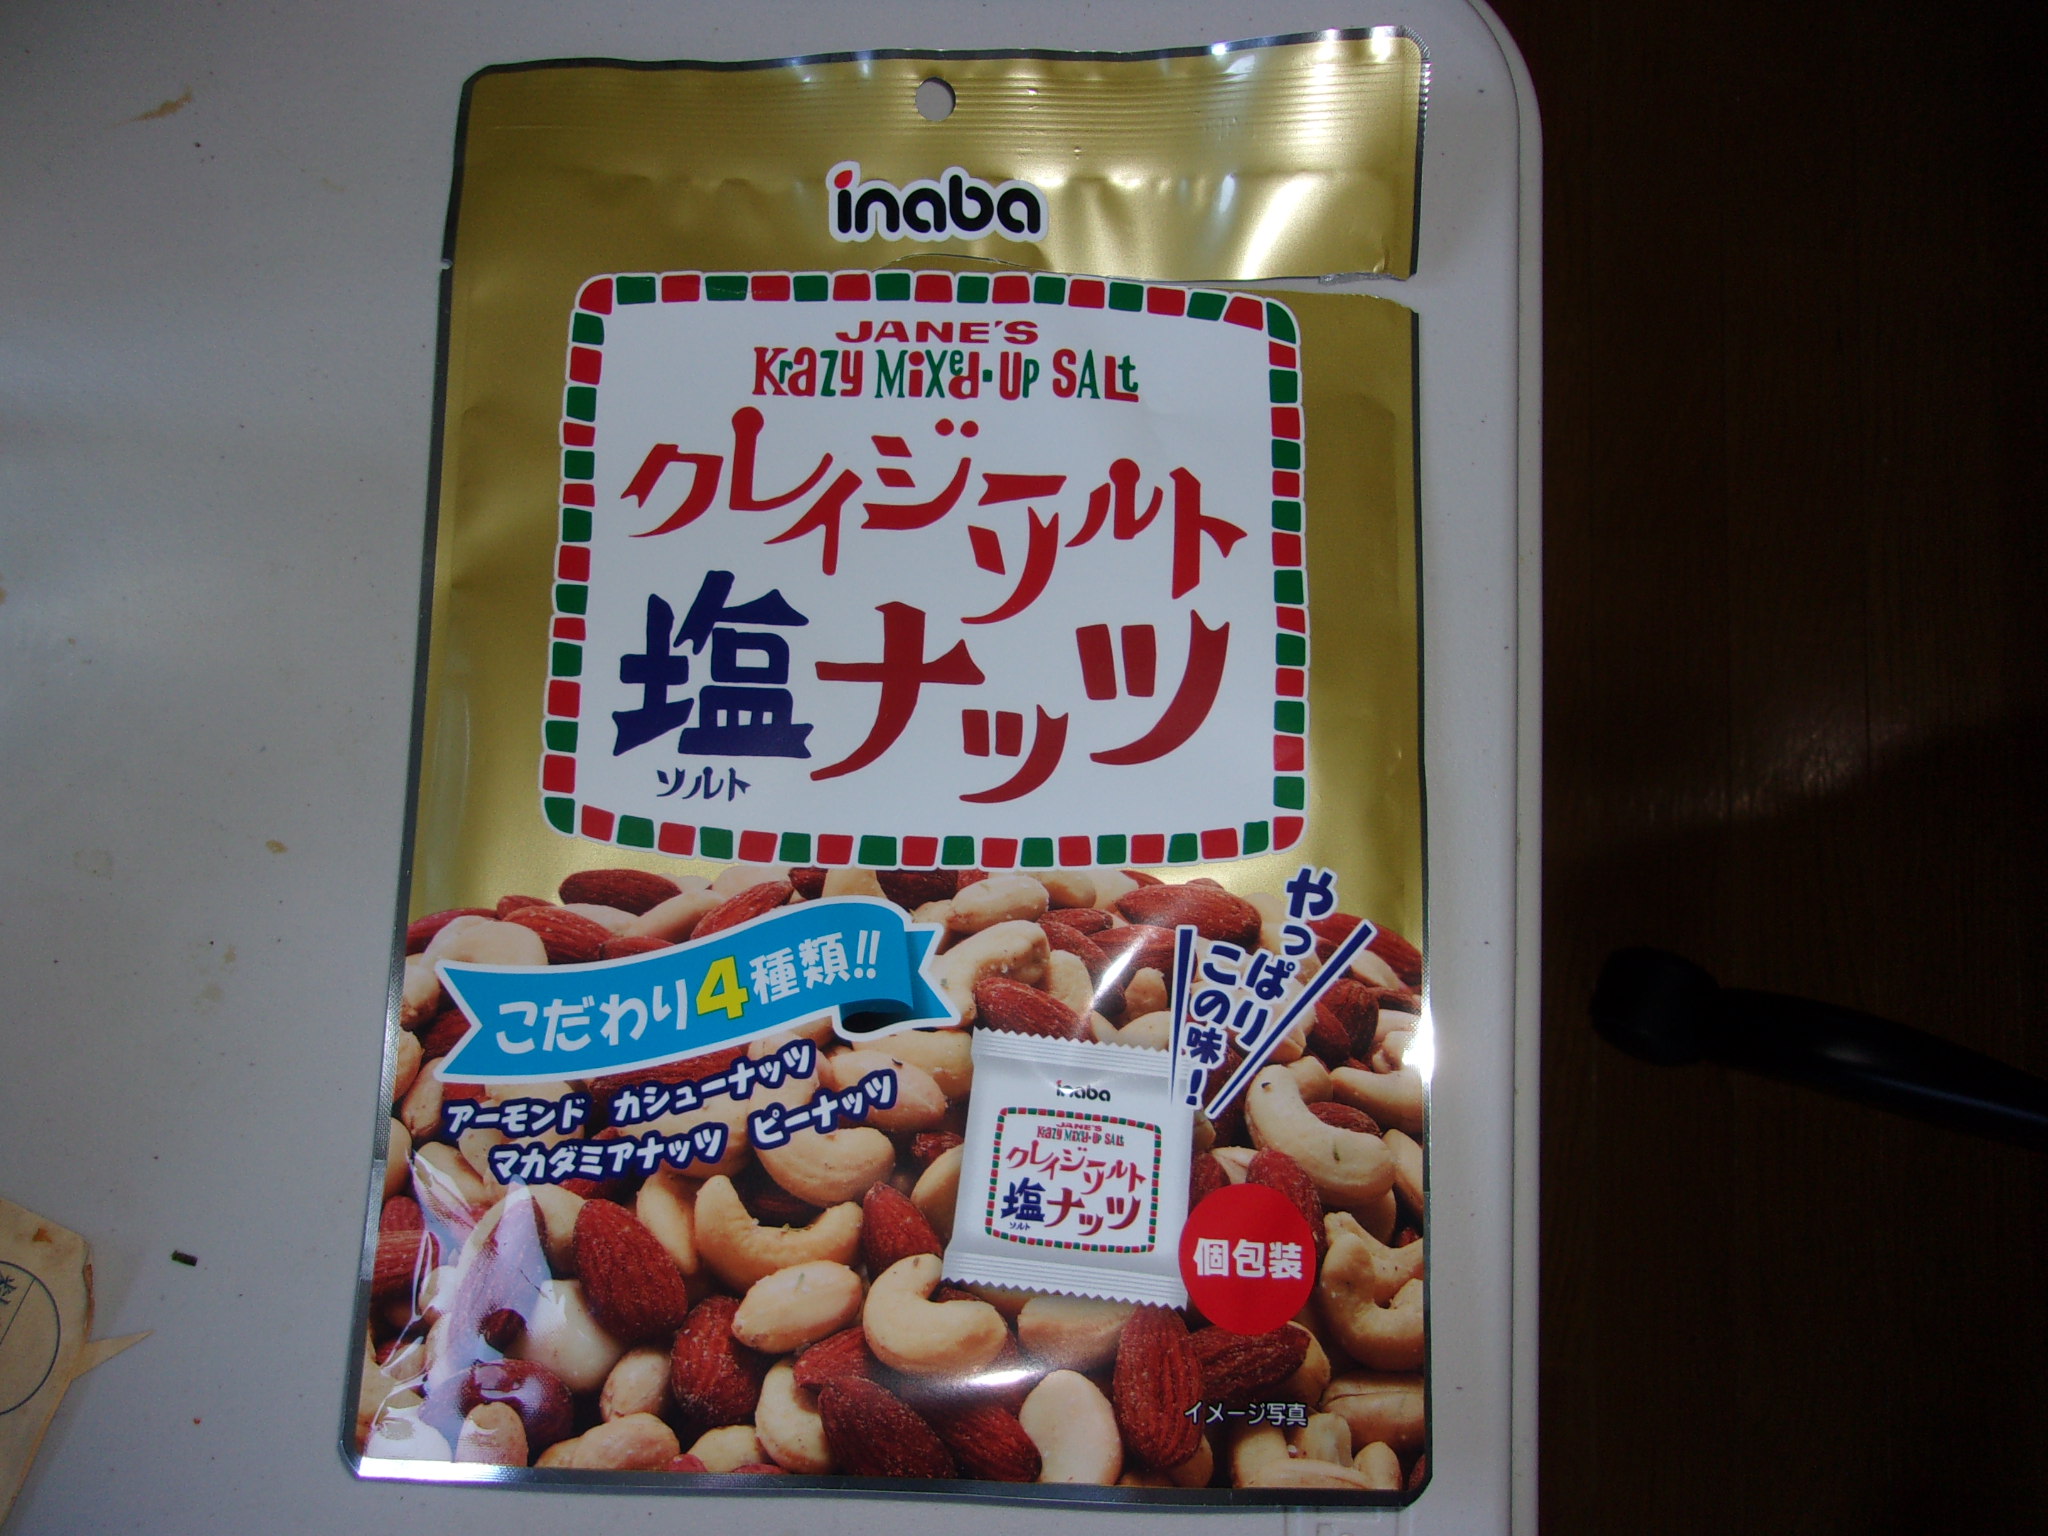 inaba
JANE'S
KrAZY MiXed-UP SALt
クレイジーソルト
塩ナッツ
ソルト
こだわり4種類!!
アーモンド カシューナッツ
マカダミアナッツ ピーナッツ
やっぱり
この味!
inaba
JANE'S
KrAZY MiXed-UP SALt
クレイジーソルト
塩ナッツ
ソルト
個包装
イメージ写真